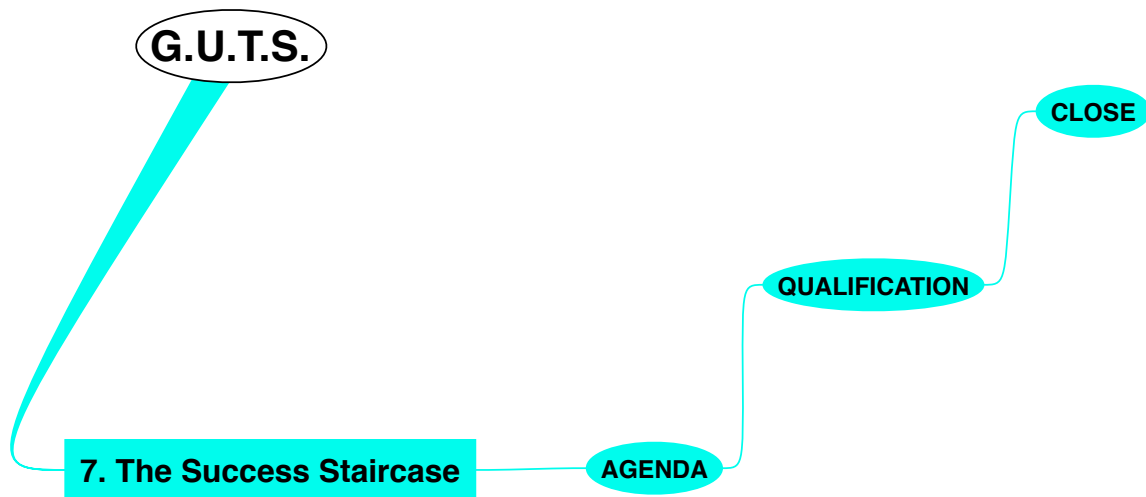 G.U.T.S.
CLOSE
QUALIFICATION
7. The Success Staircase
AGENDA